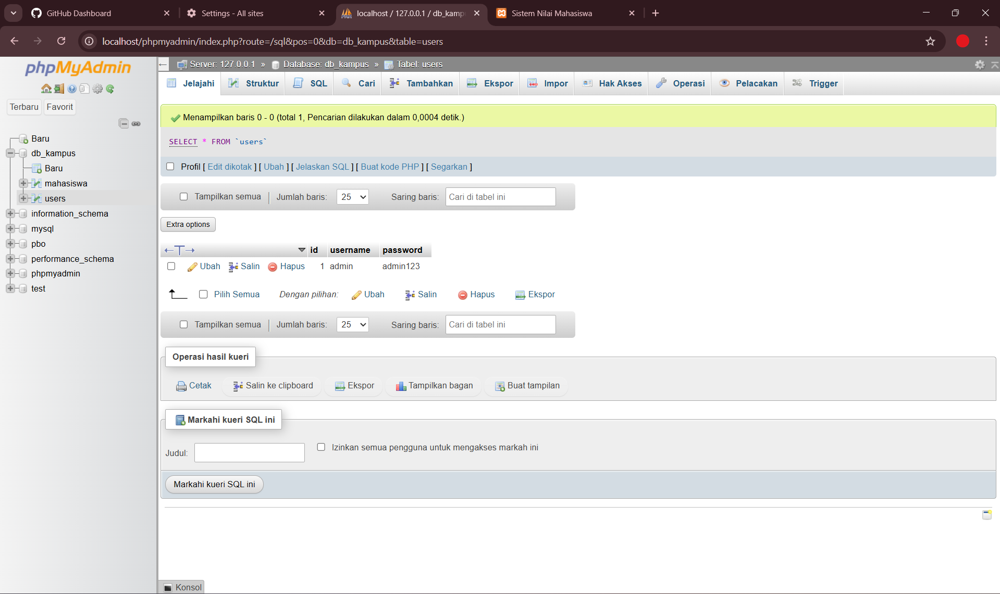 GitHub Dashboard
Settings - All sites
localhost / 127.0.0.1 / db_kamp
Sistem Nilai Mahasiswa
localhost/phpmyadmin/index.php?route=/sql&pos=0&db=db_kampus&table=users
phpMyAdmin
Terbaru
Favorit
Baru
db_kampus
Baru
mahasiswa
users
information_schema
mysql
pbo
performance_schema
phpmyadmin
test
Server: 127.0.0.1 » Database: db_kampus » Tabel: users
Jelajahi Struktur SQL Cari Tambahkan Ekspor Impor Hak Akses Operasi Pelacakan Trigger
Menampilkan baris 0 - 0 (total 1, Pencarian dilakukan dalam 0,0004 detik.)
SELECT * FROM `users`
Profil [ Edit dikotak ] [ Ubah ] [ Jelaskan SQL ] [ Buat kode PHP ] [ Segarkan ]
Tampilkan semua | Jumlah baris: 25 Saring baris: Cari di tabel ini
Extra options
←T→ id username password
Ubah Salin Hapus 1 admin admin123
Pilih Semua Dengan pilihan: Ubah Salin Hapus Ekspor
Tampilkan semua | Jumlah baris: 25 Saring baris: Cari di tabel ini
Operasi hasil kueri
Cetak Salin ke clipboard Ekspor Tampilkan bagan Buat tampilan
Markahi kueri SQL ini
Judul: Izinkan semua pengguna untuk mengakses markah ini
Markahi kueri SQL ini
Konsol